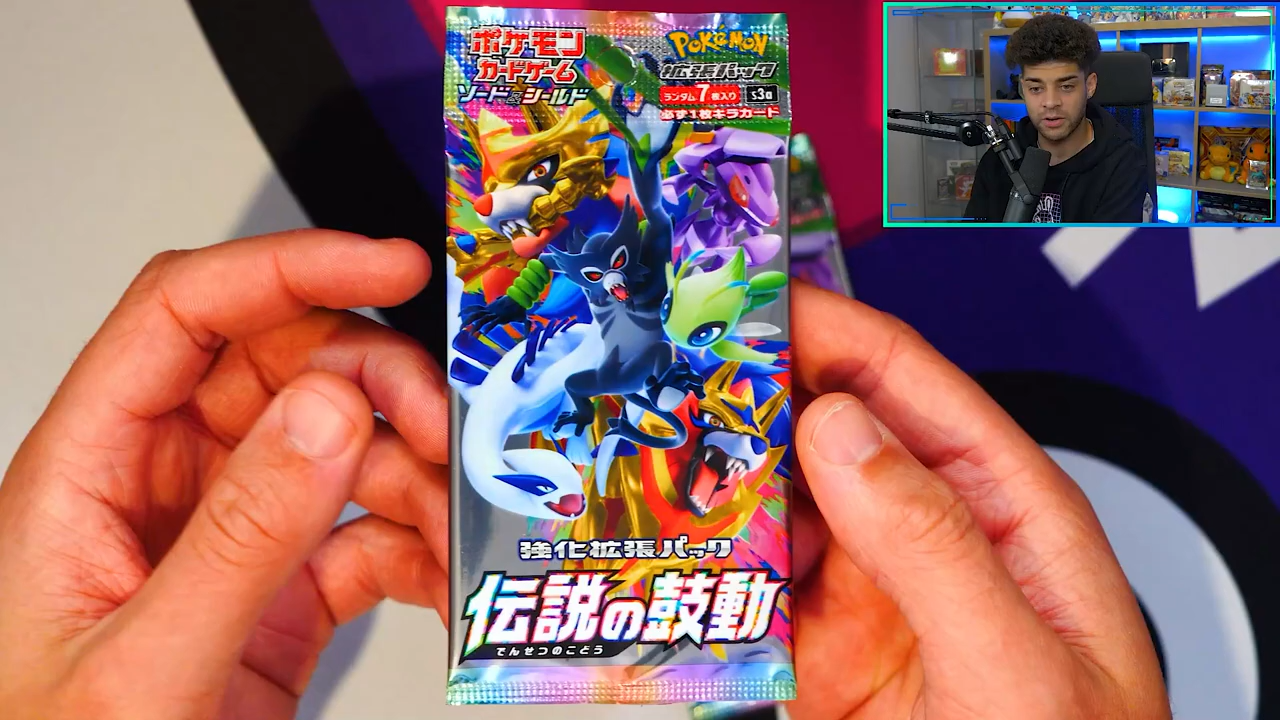 ポケモン
カードゲーム
ソード&シールド
POKéMON
拡張パック
ランダム7枚入り S3a
必ず1枚キラカード
強化拡張パック
伝説の鼓動
でんせつのこどう